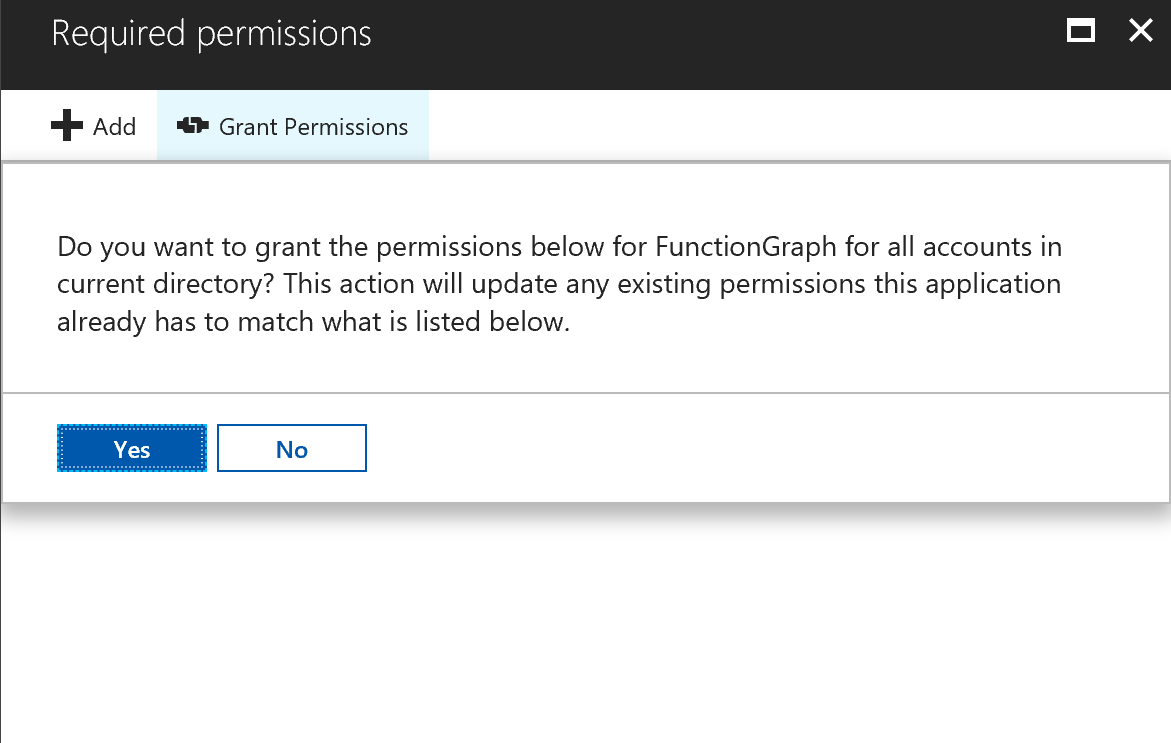 Required permissions
Add
Grant Permissions
Do you want to grant the permissions below for FunctionGraph for all accounts in
current directory? This action will update any existing permissions this application
already has to match what is listed below.
Yes
No